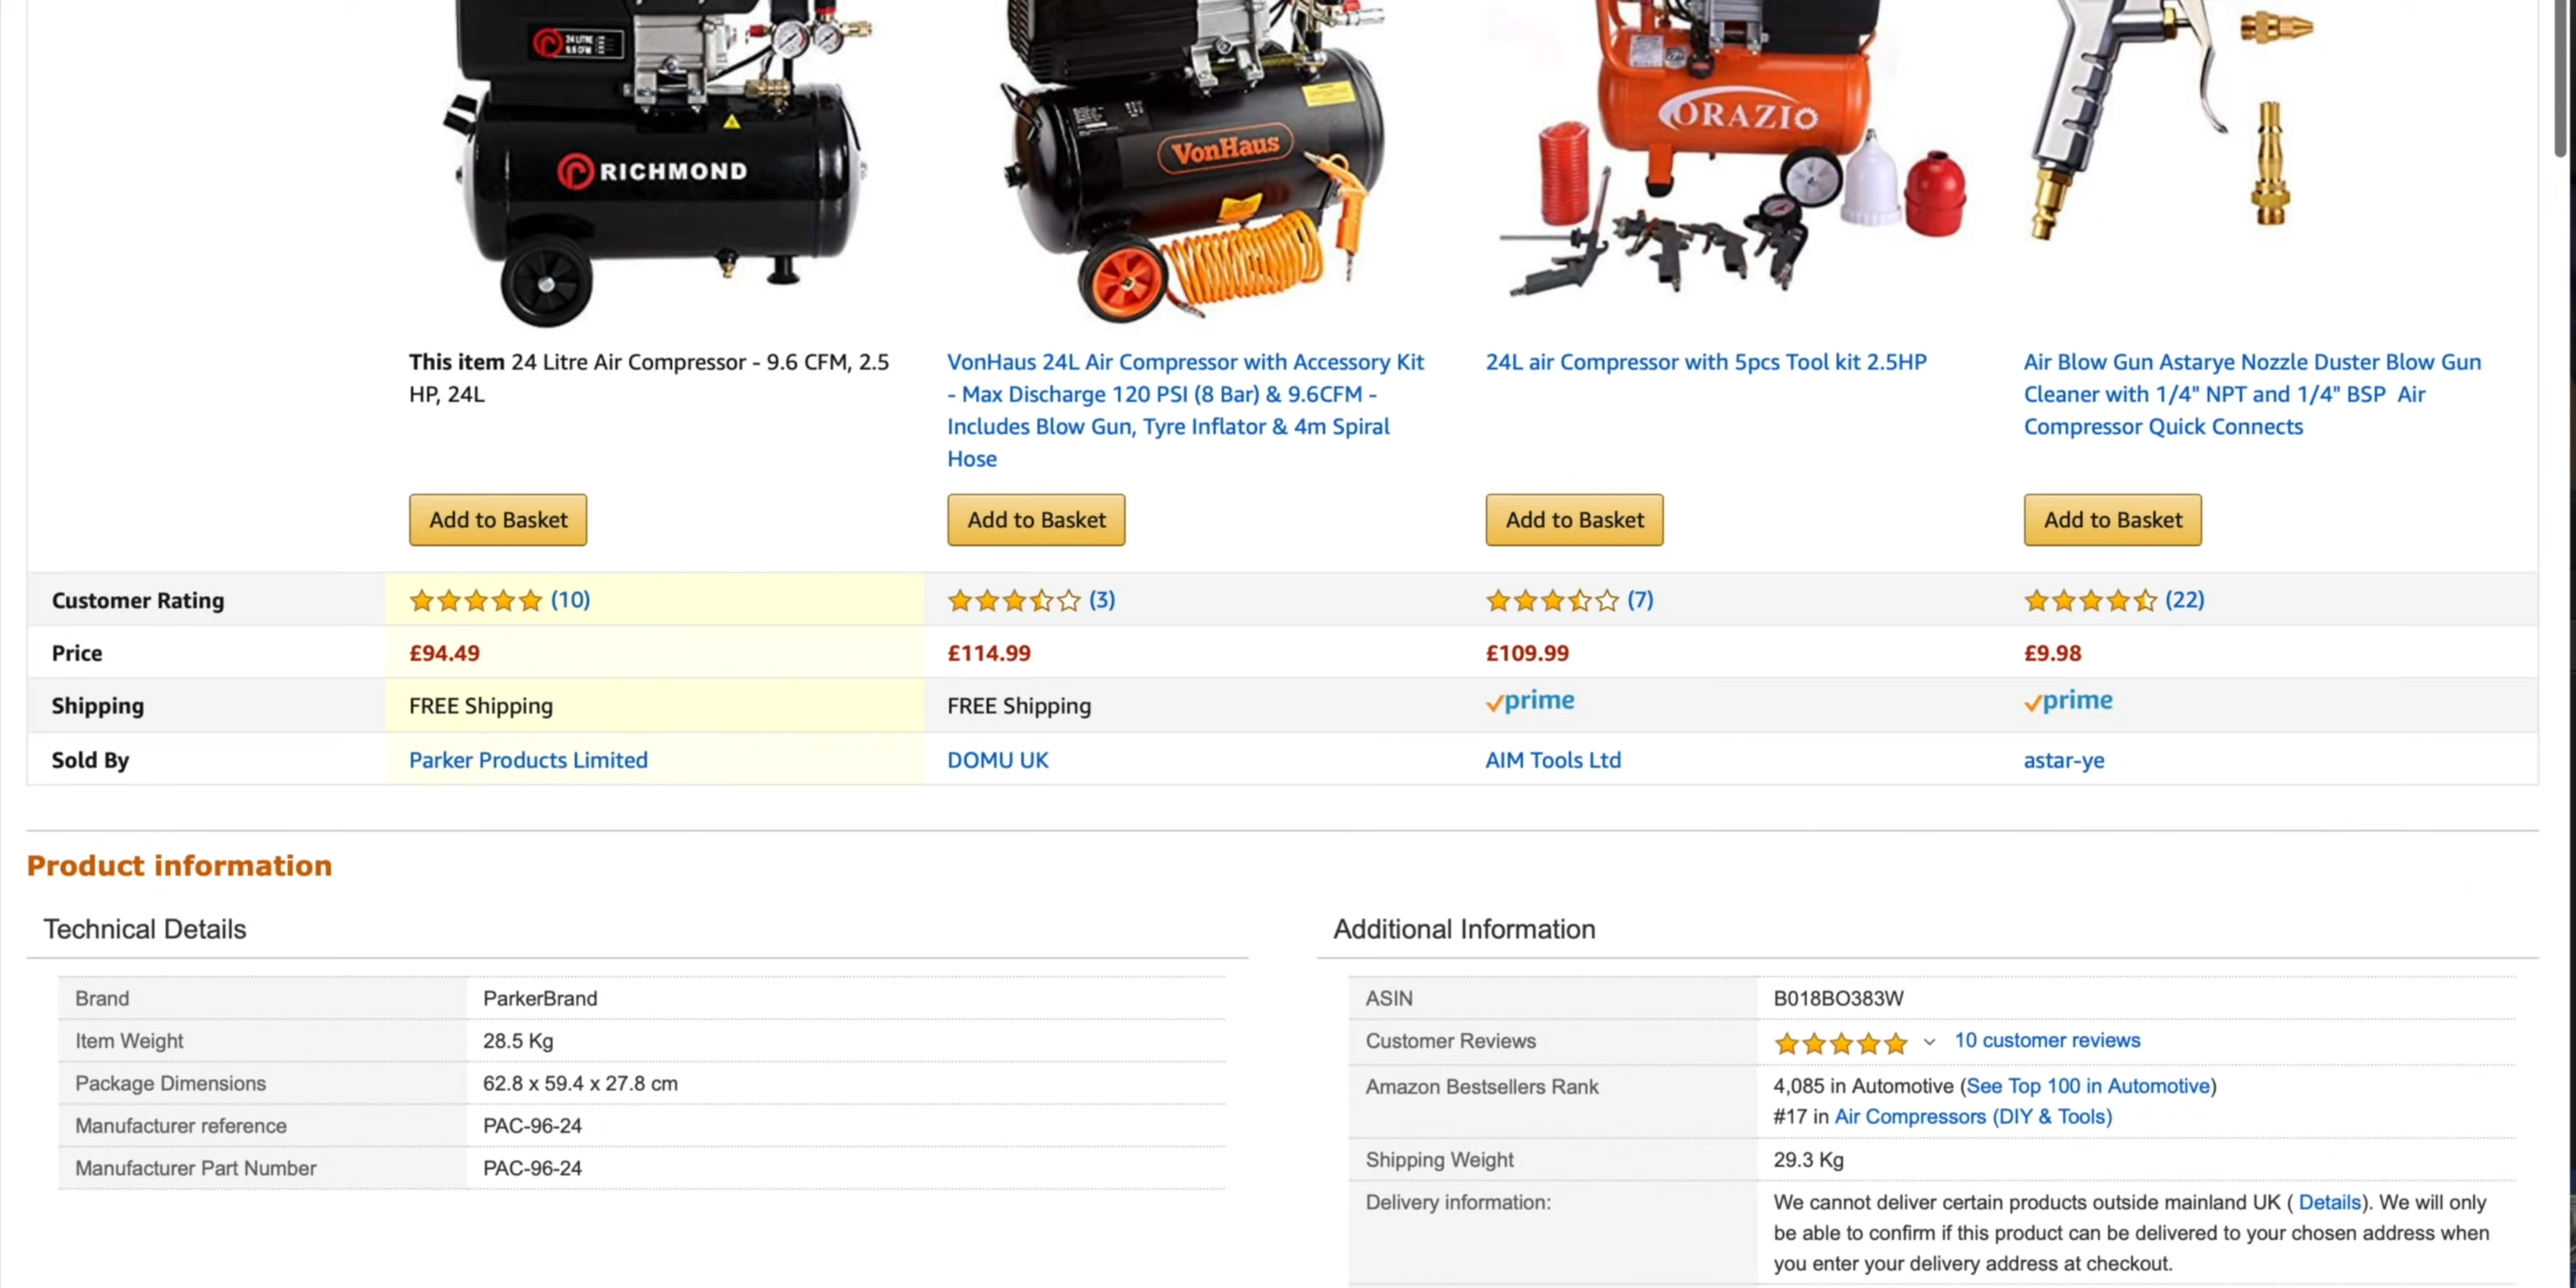 24 LITRE
9.6 CFM
RICHMOND
VonHaus
ORAZIO
This item 24 Litre Air Compressor - 9.6 CFM, 2.5
HP, 24L
VonHaus 24L Air Compressor with Accessory Kit
- Max Discharge 120 PSI (8 Bar) & 9.6CFM -
Includes Blow Gun, Tyre Inflator & 4m Spiral
Hose
24L air Compressor with 5pcs Tool kit 2.5HP
Air Blow Gun Astarye Nozzle Duster Blow Gun
Cleaner with 1/4" NPT and 1/4" BSP Air
Compressor Quick Connects
Add to Basket
Add to Basket
Add to Basket
Add to Basket
Customer Rating (10) (3) (7) (22)
Price £94.49 £114.99 £109.99 £9.98
Shipping FREE Shipping FREE Shipping prime prime
Sold By Parker Products Limited DOMU UK AIM Tools Ltd astar-ye
Product information
Technical Details
Brand ParkerBrand
Item Weight 28.5 Kg
Package Dimensions 62.8 x 59.4 x 27.8 cm
Manufacturer reference PAC-96-24
Manufacturer Part Number PAC-96-24
Additional Information
ASIN B018BO383W
Customer Reviews 10 customer reviews
Amazon Bestsellers Rank 4,085 in Automotive (See Top 100 in Automotive)
#17 in Air Compressors (DIY & Tools)
Shipping Weight 29.3 Kg
Delivery information: We cannot deliver certain products outside mainland UK ( Details). We will only
be able to confirm if this product can be delivered to your chosen address when
you enter your delivery address at checkout.